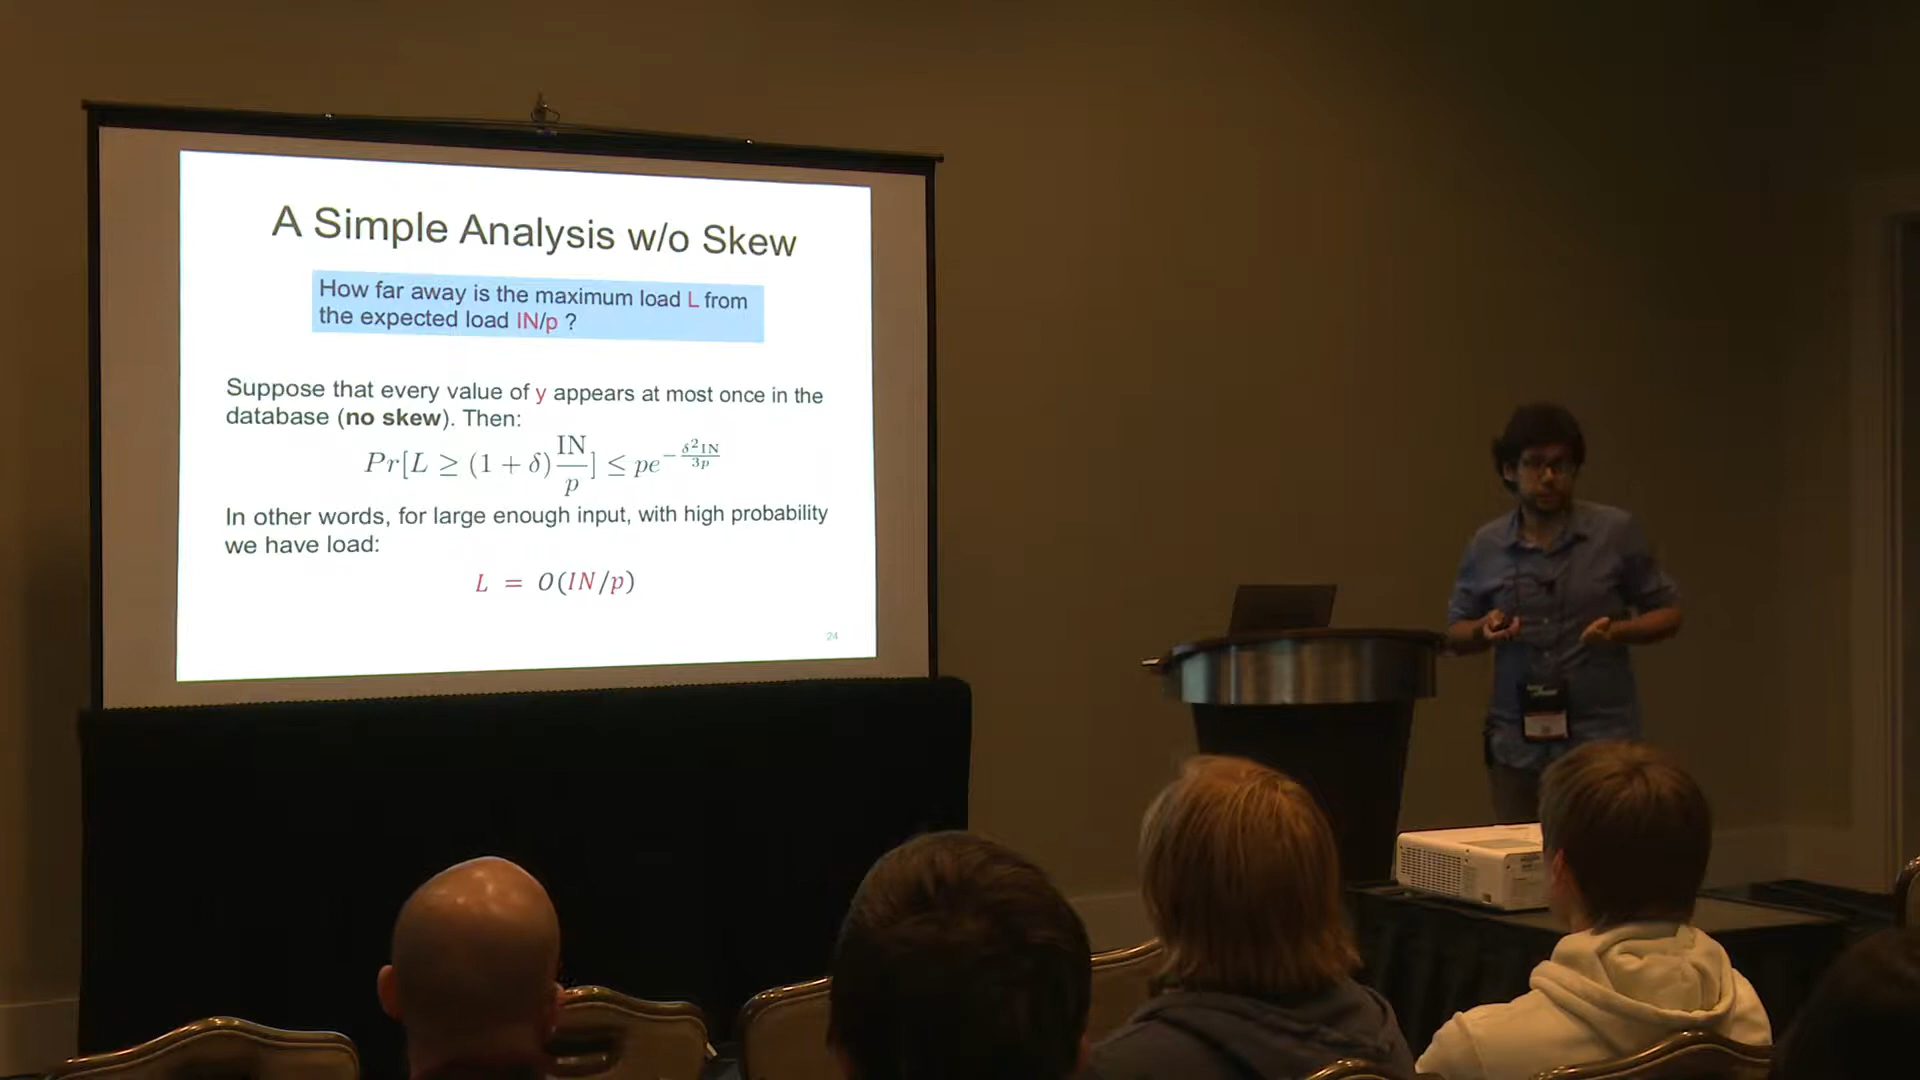 A Simple Analysis w/o Skew
How far away is the maximum load L from
the expected load IN/p ?
Suppose that every value of y appears at most once in the
database (no skew). Then:
Pr[L ≥ (1 + δ) IN/p] ≤ pe^{-δ²IN/3p}
In other words, for large enough input, with high probability
we have load:
L = O(IN/p)
24